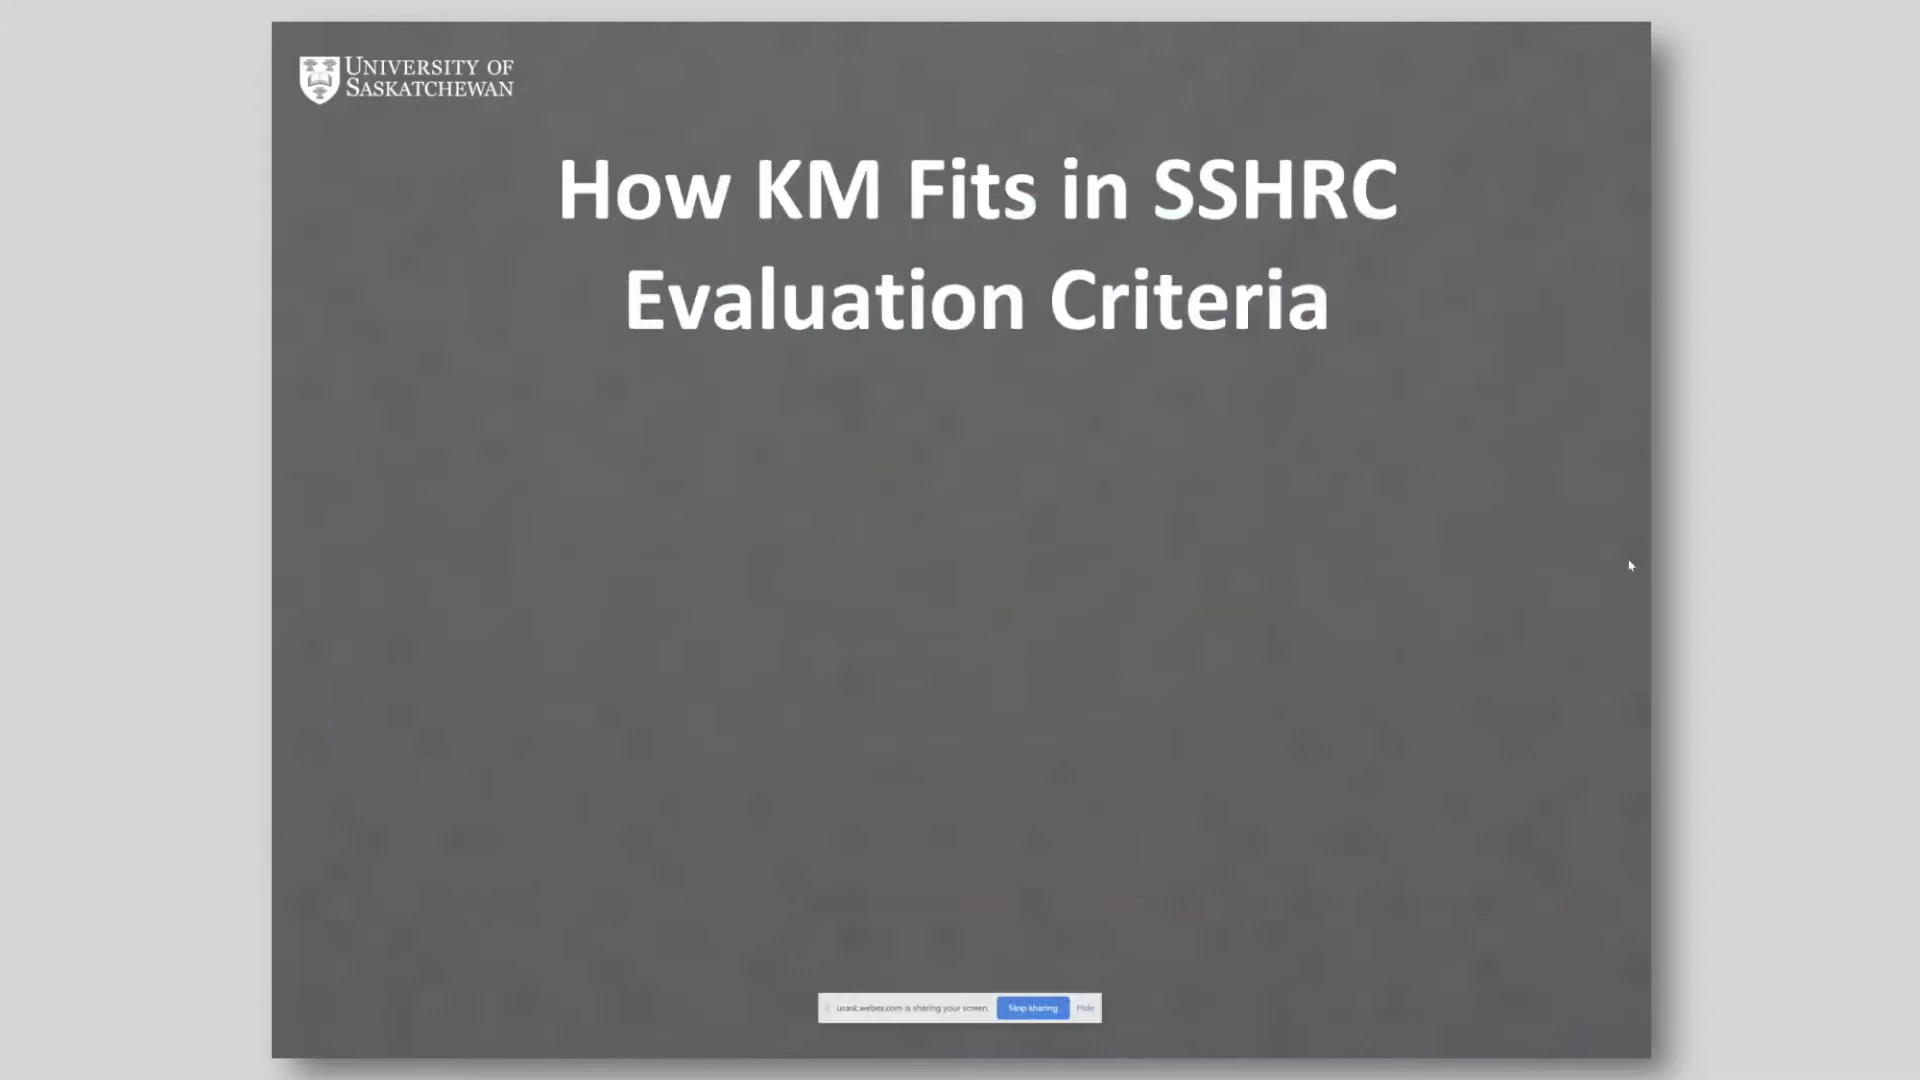 UNIVERSITY OF
SASKATCHEWAN
How KM Fits in SSHRC
Evaluation Criteria
usask.webex.com is sharing your screen. Stop sharing Hide